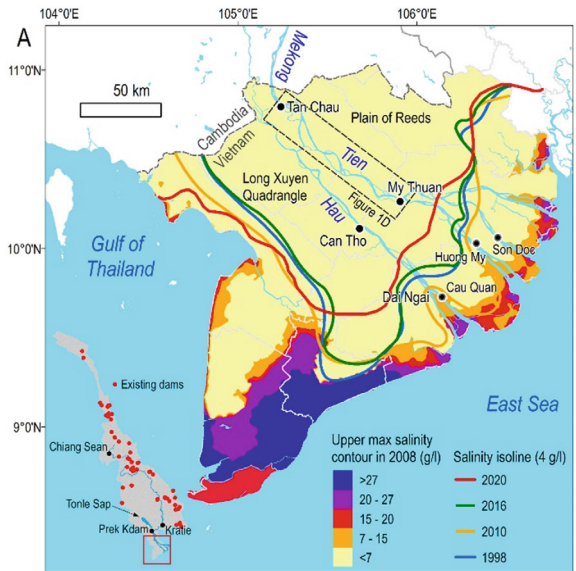 A
104°0'E
105°0'E
106°0'E
11°0'N
10°0'N
9°0'N
50 km
Mekong
Tan Chau
Plain of Reeds
Cambodia
Vietnam
Tien
Long Xuyen
Quadrangle
My Thuan
Figure 1D
Hau
Can Tho
Gulf of
Thailand
Huong My
Son Doc
Dai Ngai
Cau Quan
East Sea
Existing dams
Chiang Sean
Tonle Sap
Prek Kdam
Kratie
Upper max salinity
contour in 2008 (g/l)
>27
20 - 27
15 - 20
7 - 15
<7
Salinity isoline (4 g/l)
2020
2016
2010
1998